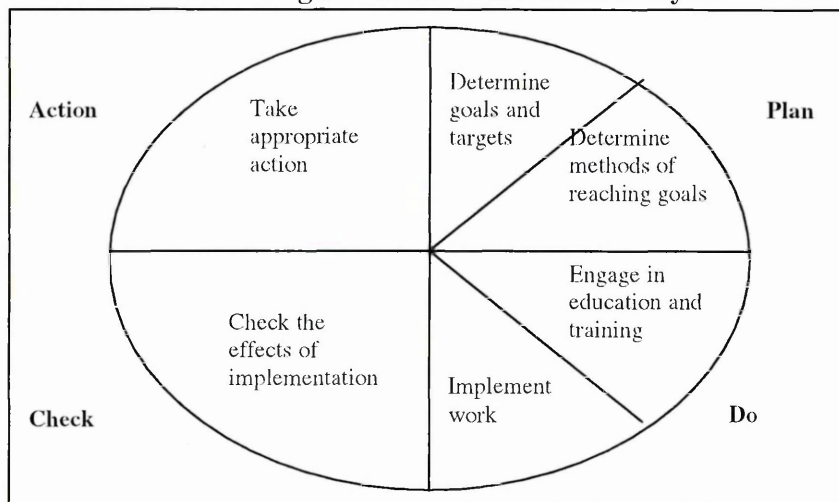 Action
Take
appropriate
action
Determine
goals and
targets
Plan
Determine
methods of
reaching goals
Engage in
education and
training
Check the
effects of
implementation
Implement
work
Check
Do